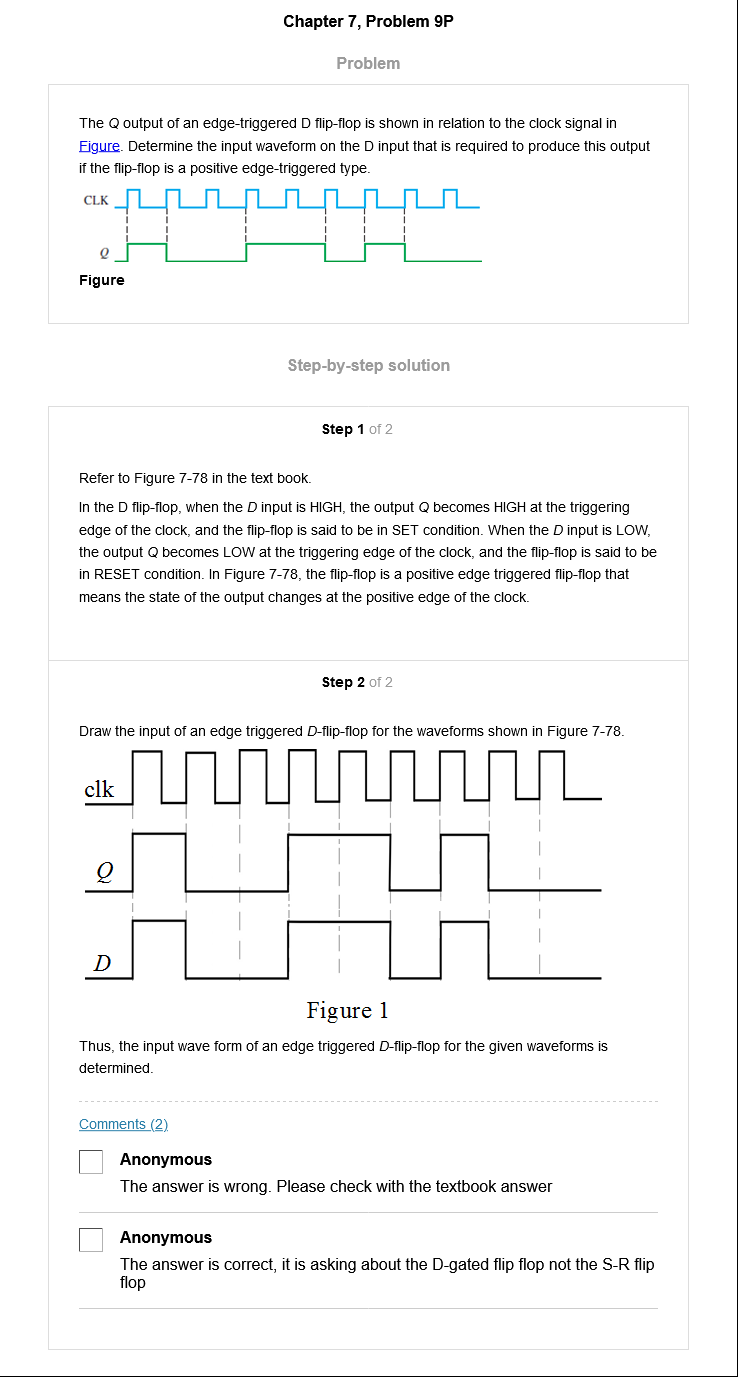 Chapter 7, Problem 9P
Problem
The Q output of an edge-triggered D flip-flop is shown in relation to the clock signal in
Figure. Determine the input waveform on the D input that is required to produce this output
if the flip-flop is a positive edge-triggered type.
CLK
Q
Figure
Step-by-step solution
Step 1 of 2
Refer to Figure 7-78 in the text book.
In the D flip-flop, when the D input is HIGH, the output Q becomes HIGH at the triggering
edge of the clock, and the flip-flop is said to be in SET condition. When the D input is LOW,
the output Q becomes LOW at the triggering edge of the clock, and the flip-flop is said to be
in RESET condition. In Figure 7-78, the flip-flop is a positive edge triggered flip-flop that
means the state of the output changes at the positive edge of the clock.
Step 2 of 2
Draw the input of an edge triggered D-flip-flop for the waveforms shown in Figure 7-78.
clk
Q
D
Figure 1
Thus, the input wave form of an edge triggered D-flip-flop for the given waveforms is
determined.
Comments (2)
Anonymous
The answer is wrong. Please check with the textbook answer
Anonymous
The answer is correct, it is asking about the D-gated flip flop not the S-R flip
flop